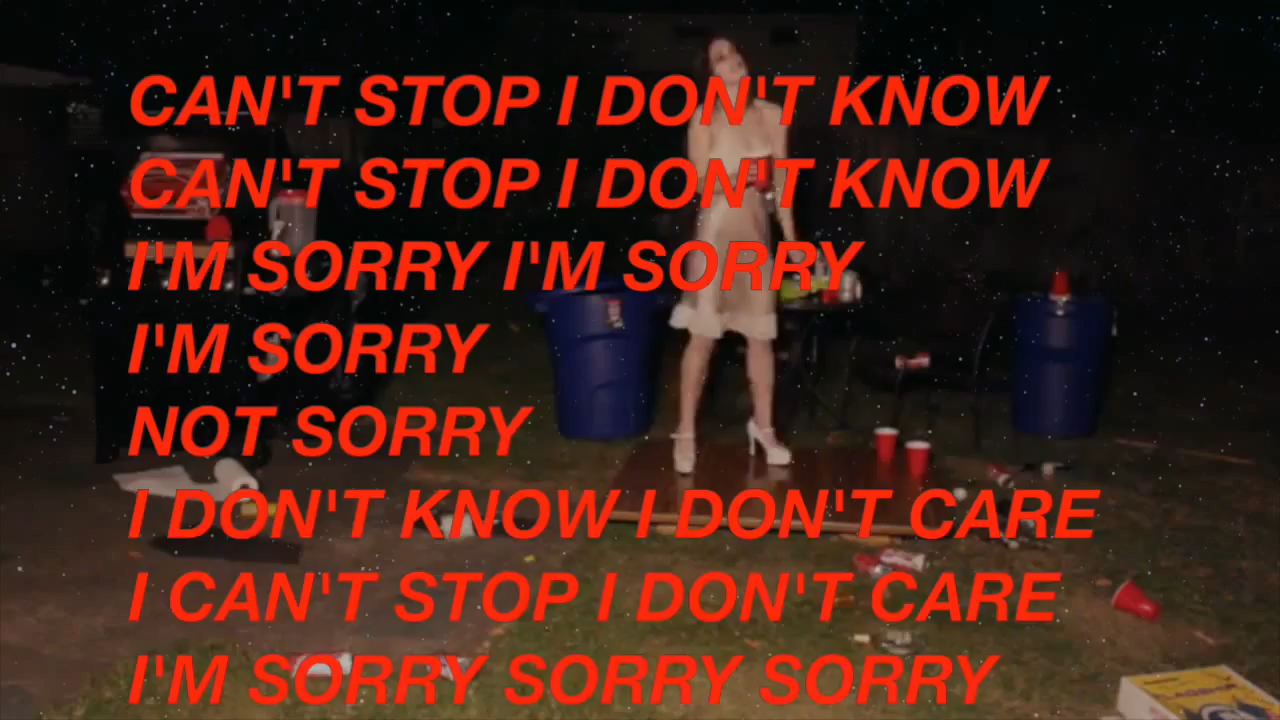 CAN'T STOP I DON'T KNOW
CAN'T STOP I DON'T KNOW
I'M SORRY I'M SORRY
I'M SORRY
NOT SORRY
I DON'T KNOW I DON'T CARE
I CAN'T STOP I DON'T CARE
I'M SORRY SORRY SORRY